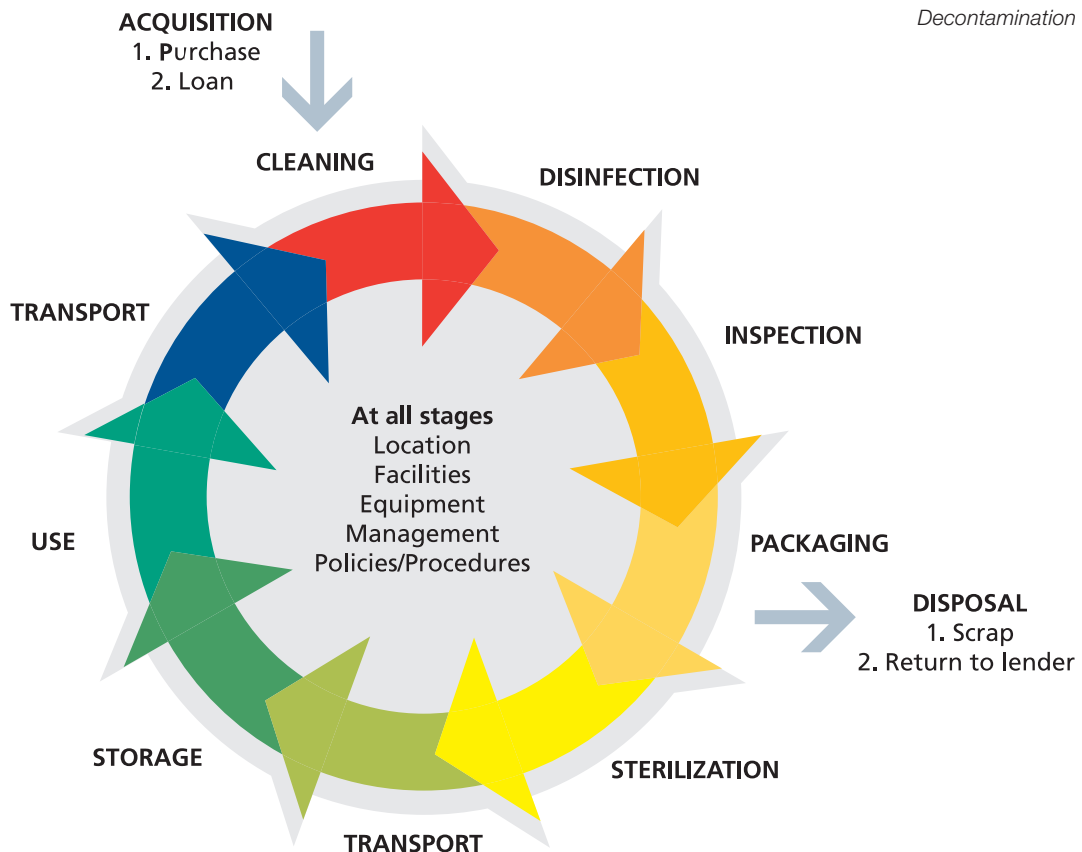 Decontamination
ACQUISITION
1. Purchase
2. Loan
CLEANING
DISINFECTION
INSPECTION
PACKAGING
DISPOSAL
1. Scrap
2. Return to lender
STERILIZATION
TRANSPORT
STORAGE
USE
TRANSPORT
At all stages
Location
Facilities
Equipment
Management
Policies/Procedures